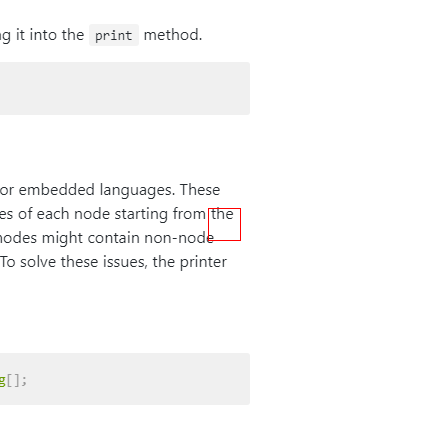 g it into the print method.
or embedded languages. These
es of each node starting from the
nodes might contain non-node
To solve these issues, the printer
g[];